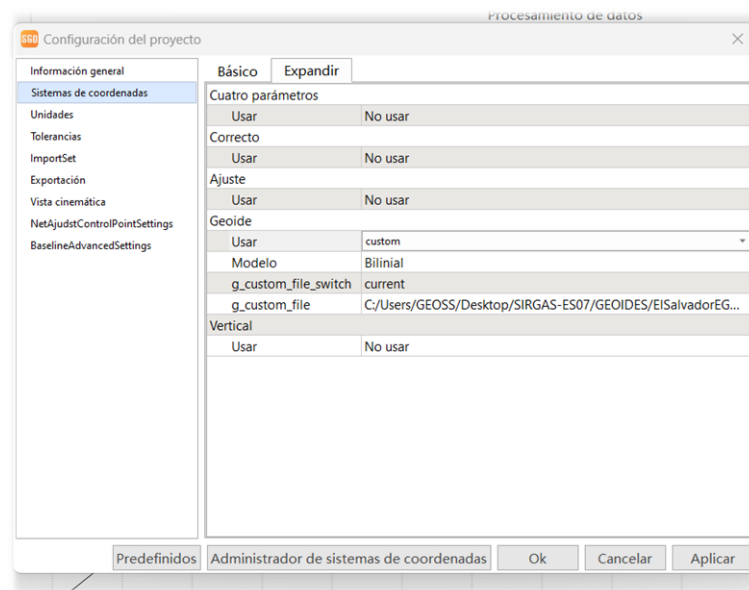 Procesamiento de datos
SGO Configuración del proyecto
Información general
Sistemas de coordenadas
Unidades
Tolerancias
ImportSet
Exportación
Vista cinemática
NetAjudstControlPointSettings
BaselineAdvancedSettings
Básico Expandir
Cuatro parámetros
Usar No usar
Correcto
Usar No usar
Ajuste
Usar No usar
Geoide
Usar custom
Modelo Bilinial
g_custom_file_switch current
g_custom_file C:/Users/GEOSS/Desktop/SIRGAS-ES07/GEOIDES/ElSalvadorEG...
Vertical
Usar No usar
Predefinidos Administrador de sistemas de coordenadas Ok Cancelar Aplicar